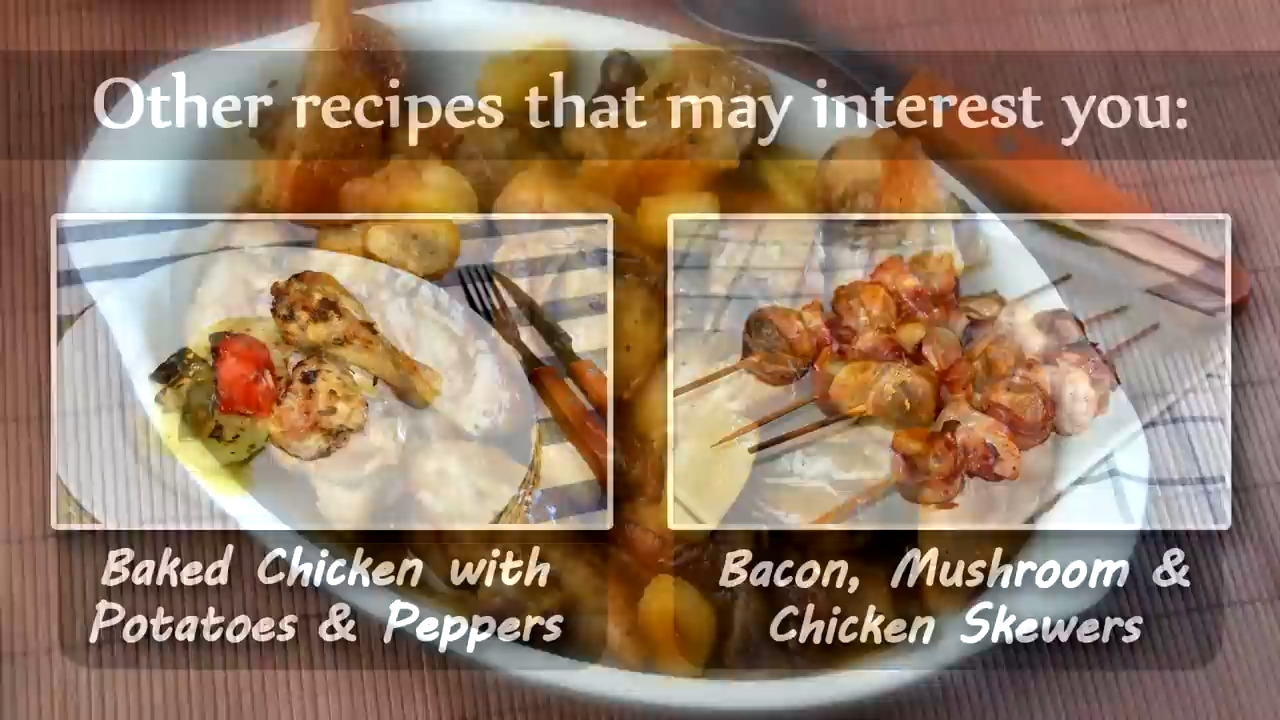 Other recipes that may interest you:
Baked Chicken with
Potatoes & Peppers
Bacon, Mushroom &
Chicken Skewers